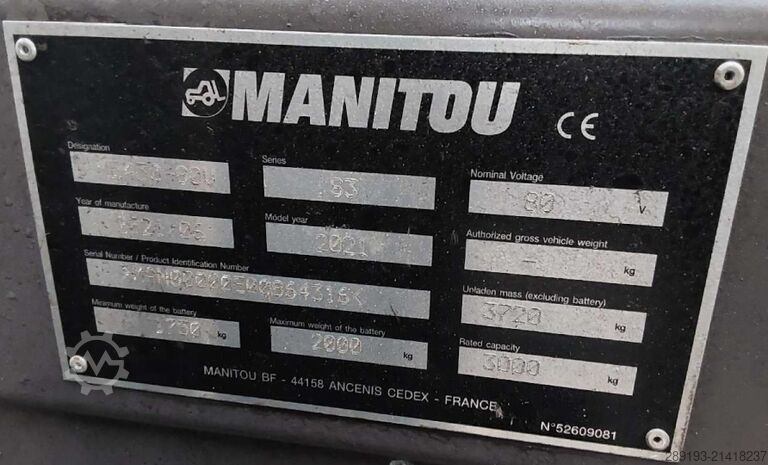 MANITOU CE
Designation
Series
83
Nominal Voltage
80 V
Year of manufacture
Model year
2021
Authorized gross vehicle weight
kg
Serial Number / Product Identification Number
Unladen mass (excluding battery)
3720 kg
Minimum weight of the battery
1750 kg
Maximum weight of the battery
2000 kg
Rated capacity
3000 kg
MANITOU BF - 44158 ANCENIS CEDEX - FRANCE
N°52609081
289193-21418237